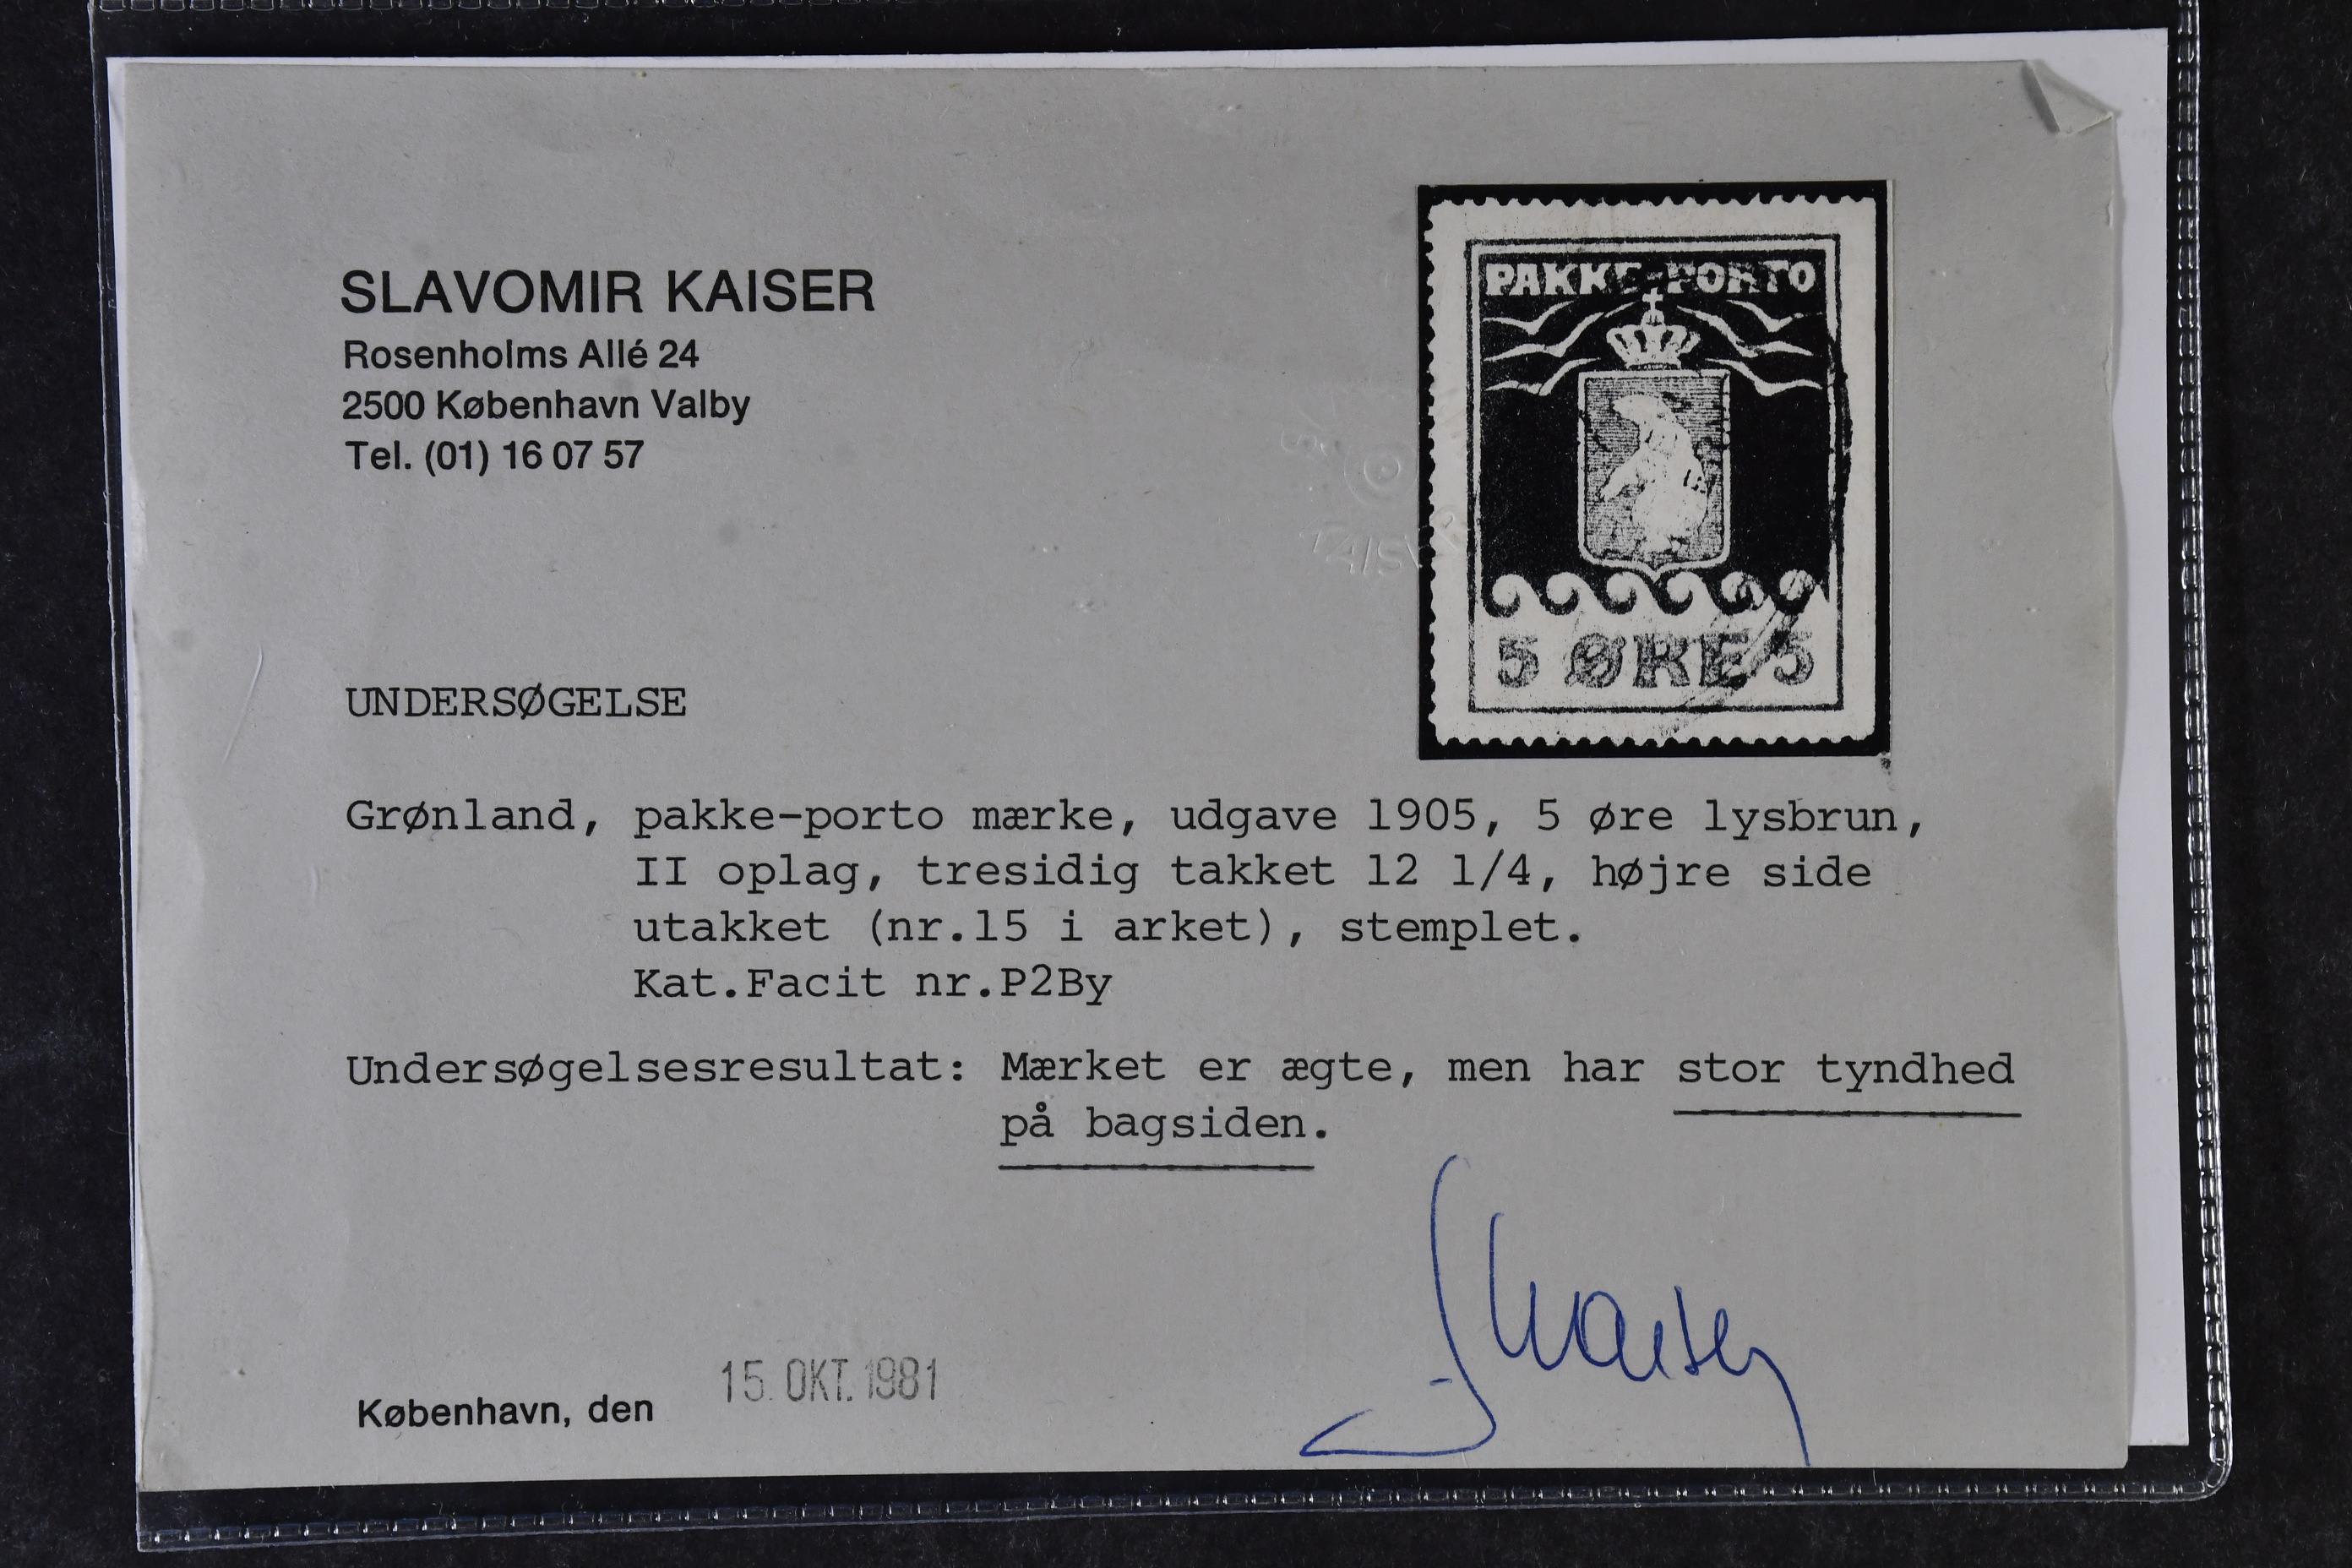 SLAVOMIR KAISER
Rosenholms Allé 24
2500 København Valby
Tel. (01) 16 07 57
PAKKE-PORTO
5 ØRE 5
UNDERSØGELSE
Grønland, pakke-porto mærke, udgave 1905, 5 øre lysbrun,
II oplag, tresidig takket 12 1/4, højre side
utakket (nr.15 i arket), stemplet.
Kat.Facit nr.P2By
Undersøgelsesresultat: Mærket er ægte, men har stor tyndhed
på bagsiden.
København, den 15. OKT. 1981